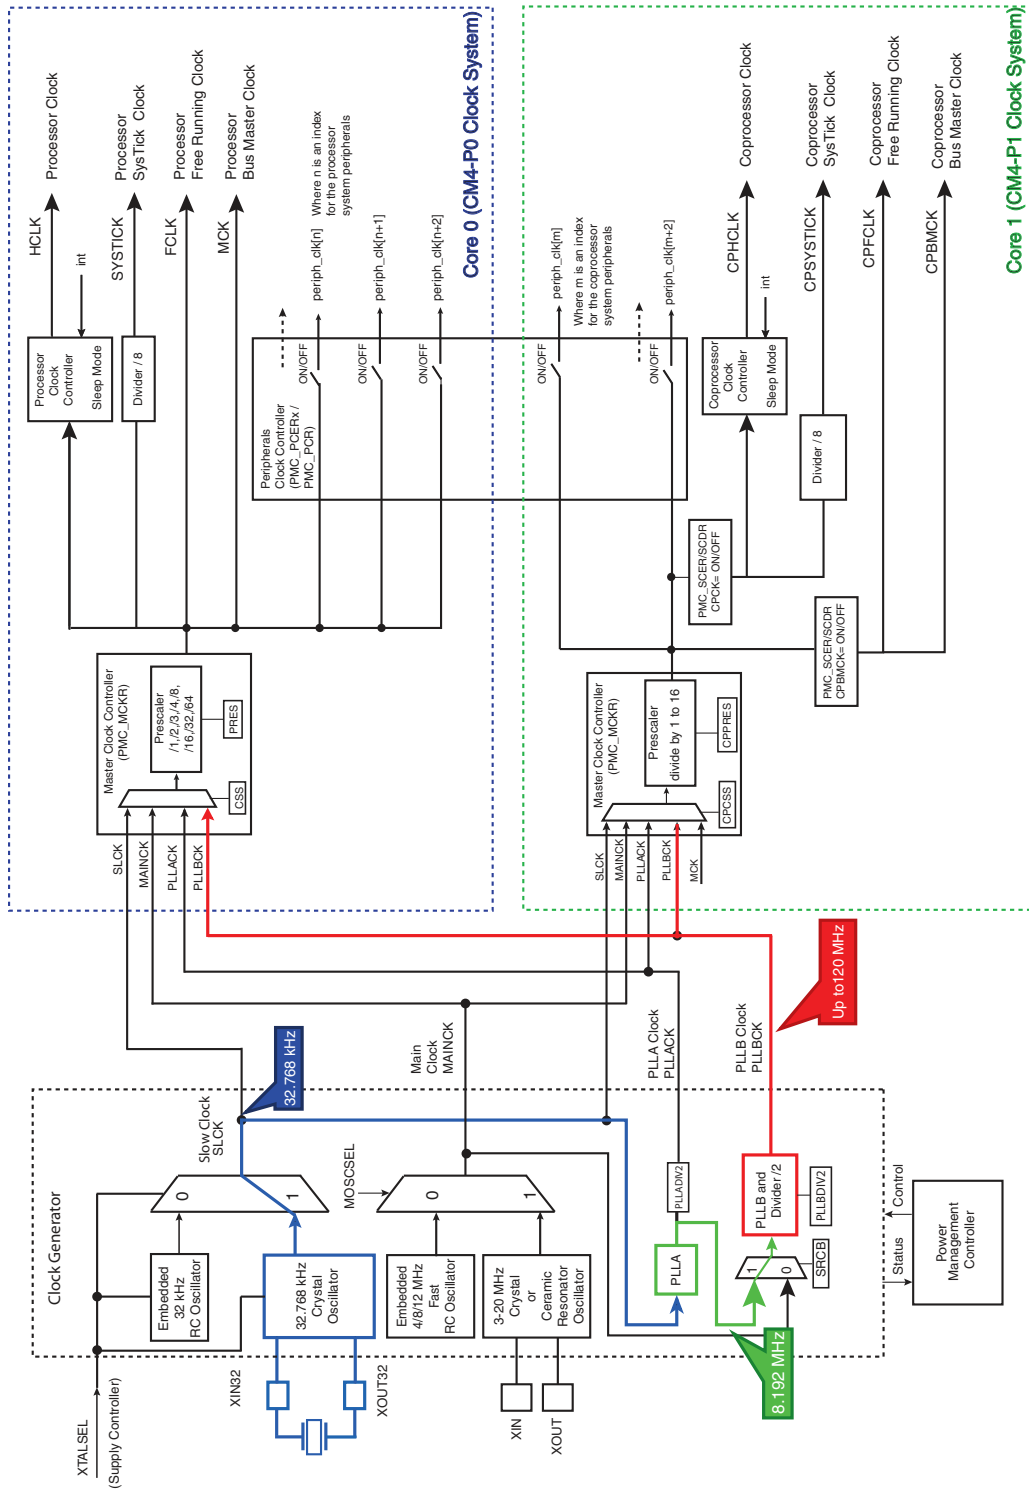 XTALSEL
(Supply Controller)
Clock Generator
Embedded
32 kHz
RC Oscillator
0
1
Slow Clock
SLCK
32.768 kHz
32.768 kHz
Crystal
Oscillator
XIN32
XOUT32
MOSCSEL
Embedded
4/8/12 MHz
Fast
RC Oscillator
3-20 MHz
Crystal
or
Ceramic
Resonator
Oscillator
0
1
XIN
XOUT
Main
Clock
MAINCK
PLLA
PLLADIV2
PLLA Clock
PLLACK
8.192 MHz
1
0
SRCB
PLLB and
Divider /2
PLLBDIV2
PLLB Clock
PLLBCK
Up to120 MHz
Status
Control
Power
Management
Controller
SLCK
MAINCK
PLLACK
PLLBCK
Master Clock Controller
(PMC_MCKR)
Prescaler
/1,/2,/3,/4,/8,
/16,/32,/64
CSS
PRES
Processor
Clock
Controller
Sleep Mode
int
HCLK
Processor Clock
Divider / 8
SYSTICK
Processor
SysTick Clock
FCLK
Processor
Free Running Clock
MCK
Processor
Bus Master Clock
Peripherals
Clock Controller
(PMC_PCERx /
PMC_PCR)
ON/OFF
periph_clk[n]
Where n is an index
for the processor
system peripherals
ON/OFF
periph_clk[n+1]
ON/OFF
periph_clk[n+2]
Core 0 (CM4-P0 Clock System)
SLCK
MAINCK
PLLACK
PLLBCK
MCK
Master Clock Controller
(PMC_MCKR)
Prescaler
divide by 1 to 16
CPCSS
CPPRES
ON/OFF
periph_clk[m]
Where m is an index
for the coprocessor
system peripherals
ON/OFF
periph_clk[m+2]
PMC_SCER/SCDR
CPCK= ON/OFF
Coprocessor
Clock
Controller
Sleep Mode
int
CPHCLK
Coprocessor Clock
Divider / 8
CPSYSTICK
Coprocessor
SysTick Clock
PMC_SCER/SCDR
CPBMCK= ON/OFF
CPFCLK
Coprocessor
Free Running Clock
CPBMCK
Coprocessor
Bus Master Clock
Core 1 (CM4-P1 Clock System)